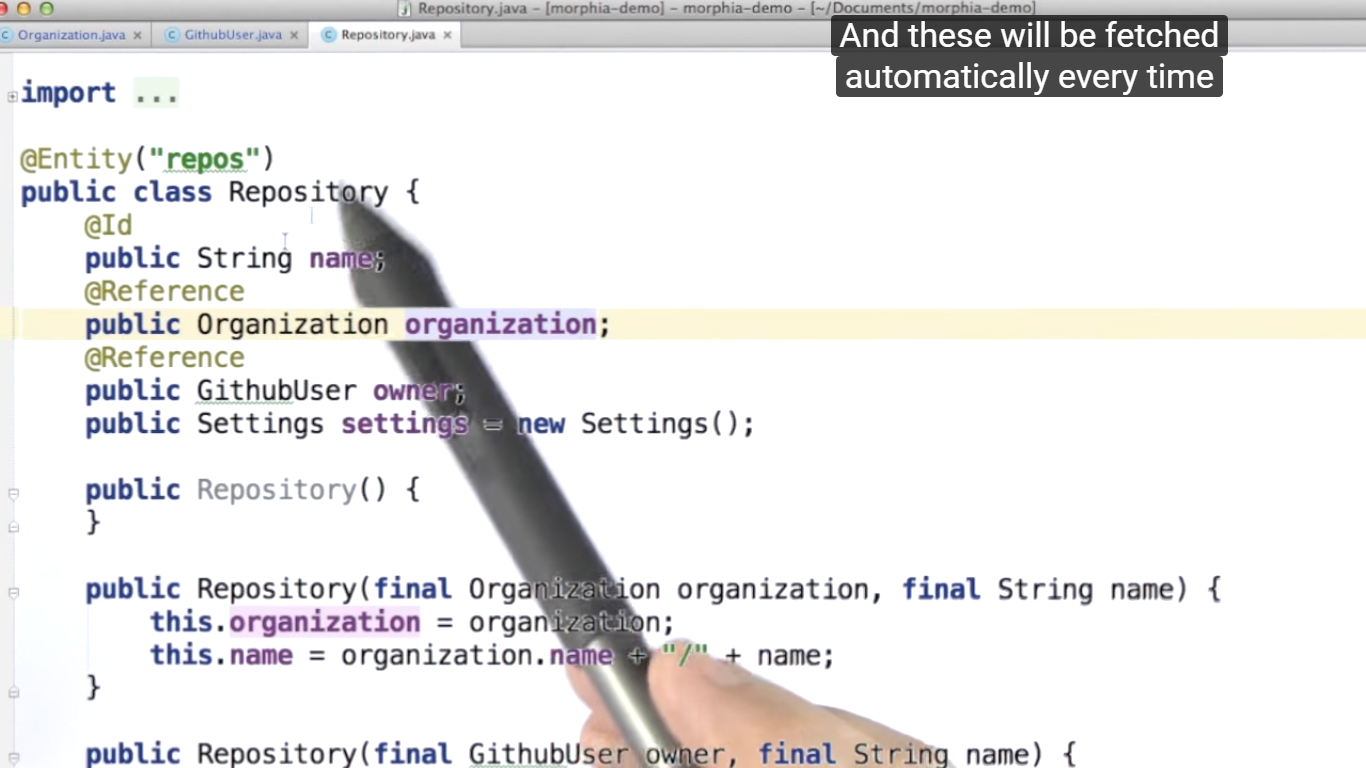 Repository.java – [morphia-demo] – morphia-demo – [~/Documents/morphia-demo]
Organization.java GithubUser.java Repository.java
And these will be fetched
automatically every time
import ...
@Entity("repos")
public class Repository {
@Id
public String name;
@Reference
public Organization organization;
@Reference
public GithubUser owner;
public Settings settings = new Settings();
public Repository() {
}
public Repository(final Organization organization, final String name) {
this.organization = organization;
this.name = organization.name + "/" + name;
}
public Repository(final GithubUser owner, final String name) {